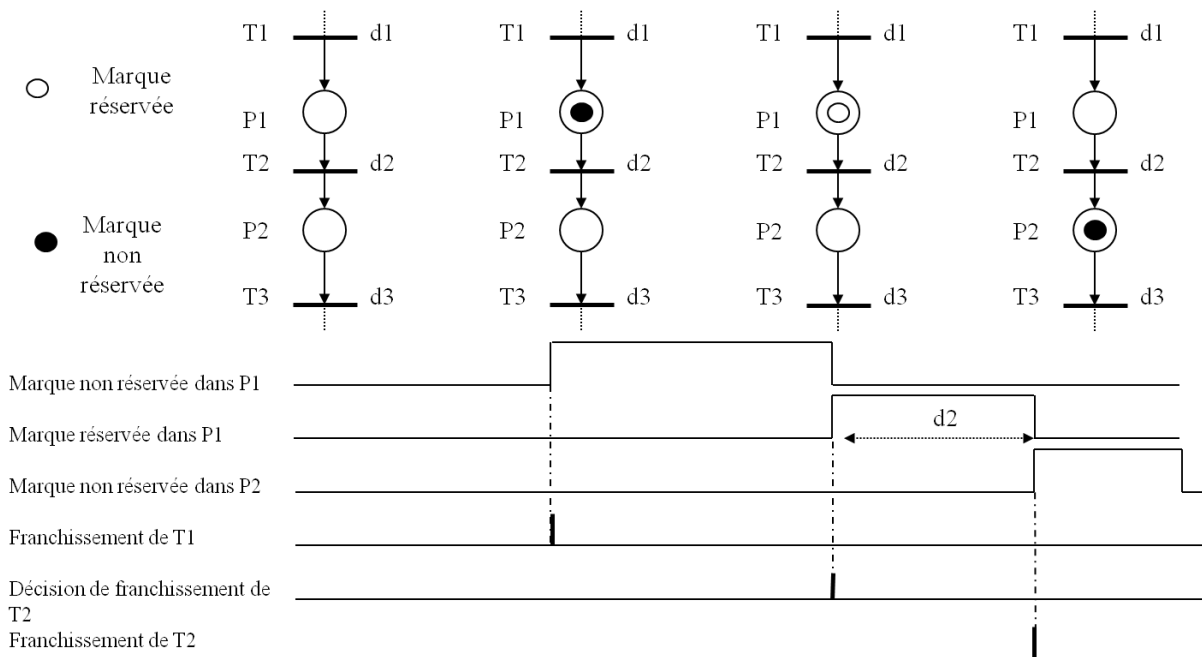 T1 d1 T1 d1 T1 d1 T1 d1
Marque
réservée
P1 P1 P1 P1
T2 d2 T2 d2 T2 d2 T2 d2
Marque
non
réservée
P2 P2 P2 P2
T3 d3 T3 d3 T3 d3 T3 d3
Marque non réservée dans P1
Marque réservée dans P1
d2
Marque non réservée dans P2
Franchissement de T1
Décision de franchissement de
T2
Franchissement de T2